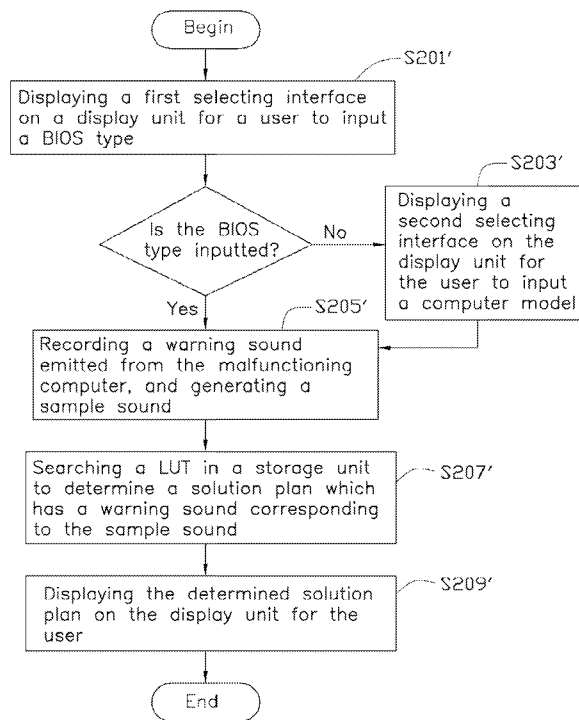 Begin
S201'
Displaying a first selecting interface
on a display unit for a user to input
a BIOS type
S203'
Is the BIOS
type inputted?
No
Displaying a
second selecting
interface on the
display unit for
the user to input
a computer model
Yes
S205'
Recording a warning sound
emitted from the malfunctioning
computer, and generating a
sample sound
S207'
Searching a LUT in a storage unit
to determine a solution plan which
has a warning sound corresponding
to the sample sound
S209'
Displaying the determined solution
plan on the display unit for the
user
End